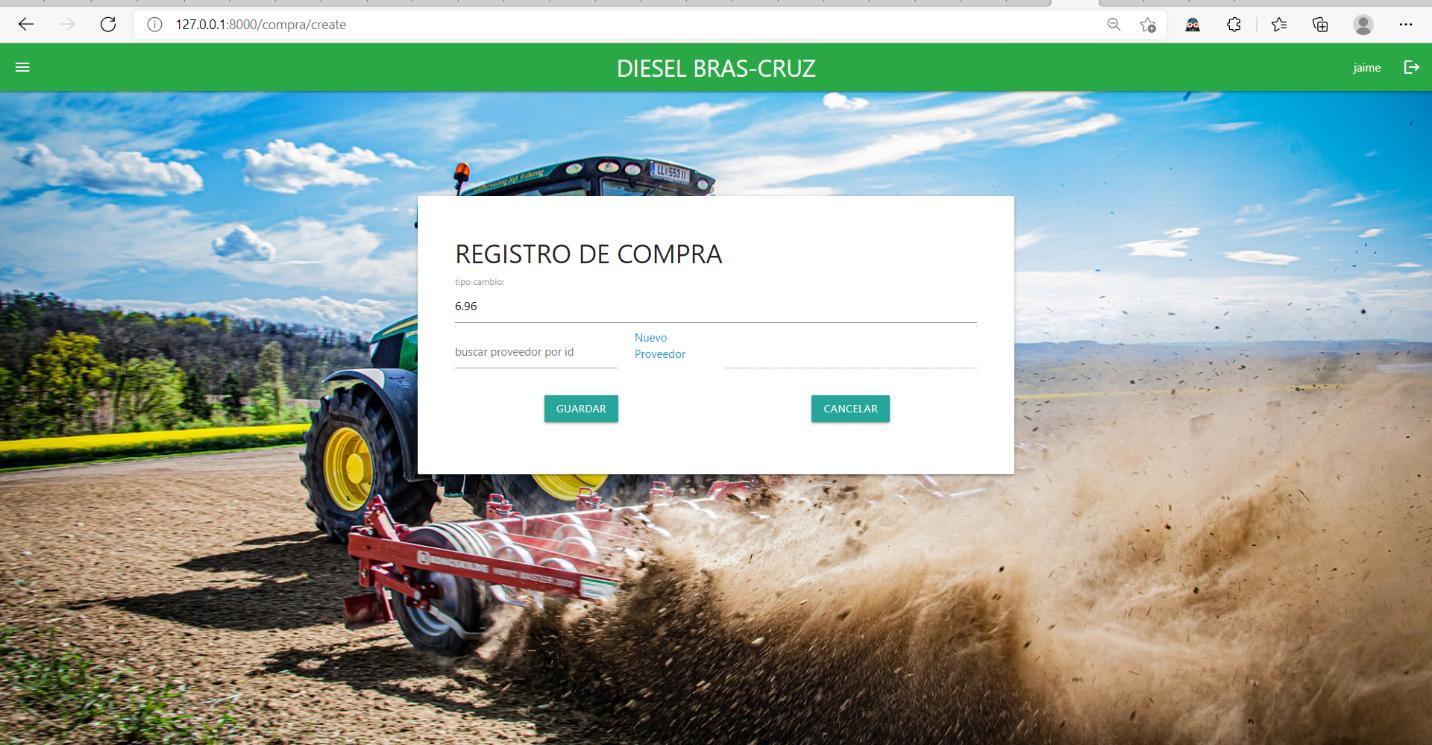 127.0.0.1:8000/compra/create
DIESEL BRAS-CRUZ
jaime
REGISTRO DE COMPRA
tipo cambio:
6.96
buscar proveedor por id
Nuevo
Proveedor
GUARDAR
CANCELAR